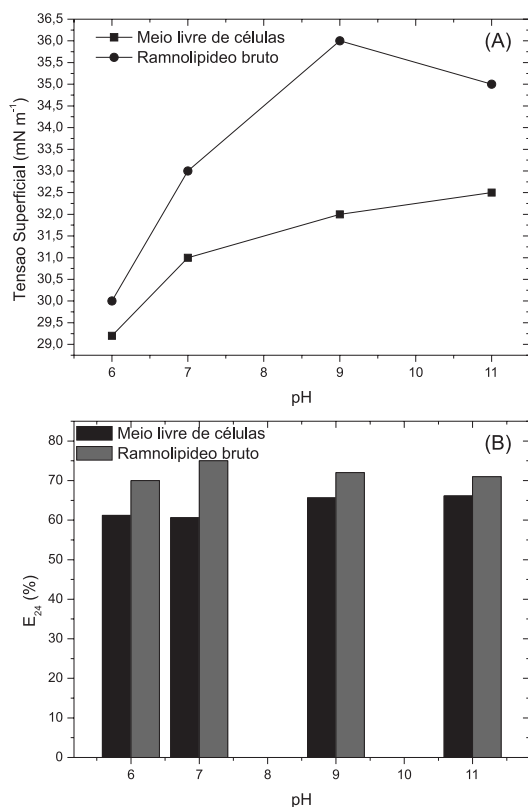 36,5
36,0
35,5
35,0
34,5
34,0
33,5
33,0
32,5
32,0
31,5
31,0
30,5
30,0
29,5
29,0
Tensao Superficial (mN m⁻¹)
Meio livre de células
Ramnolipideo bruto
(A)
6 7 8 9 10 11
pH
80
70
60
50
40
30
20
10
0
E₂₄ (%)
Meio livre de células
Ramnolipideo bruto
(B)
6 7 8 9 10 11
pH